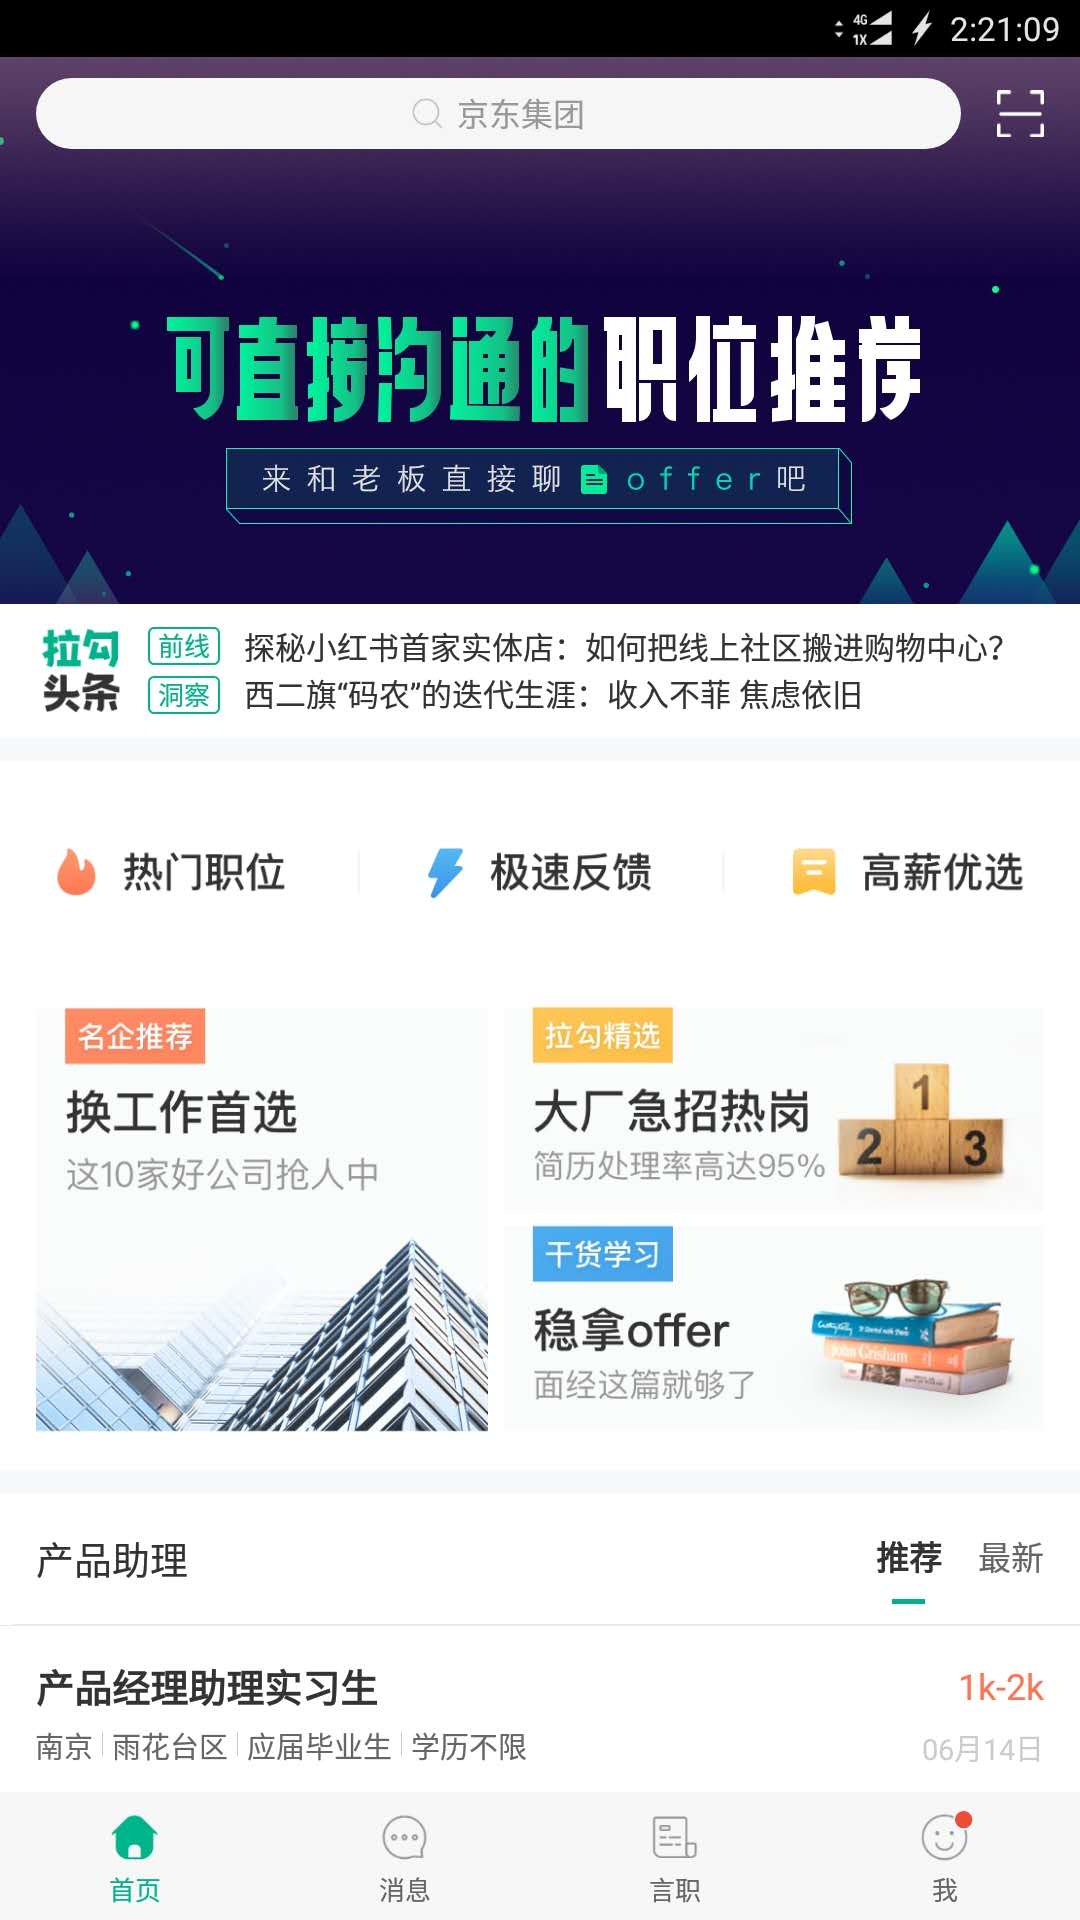 4G
1X
2:21:09
京东集团
可直接沟通的职位推荐
来和老板直接聊offer吧
拉勾头条
前线 探秘小红书首家实体店：如何把线上社区搬进购物中心？
洞察 西二旗“码农”的迭代生涯：收入不菲 焦虑依旧
热门职位 极速反馈 高薪优选
名企推荐
换工作首选
这10家好公司抢人中
拉勾精选
大厂急招热岗
简历处理率高达95%
1
2 3
干货学习
稳拿offer
面经这篇就够了
John Grisham
产品助理 推荐 最新
产品经理助理实习生 1k-2k
南京 雨花台区 应届毕业生 学历不限 06月14日
首页 消息 言职 我